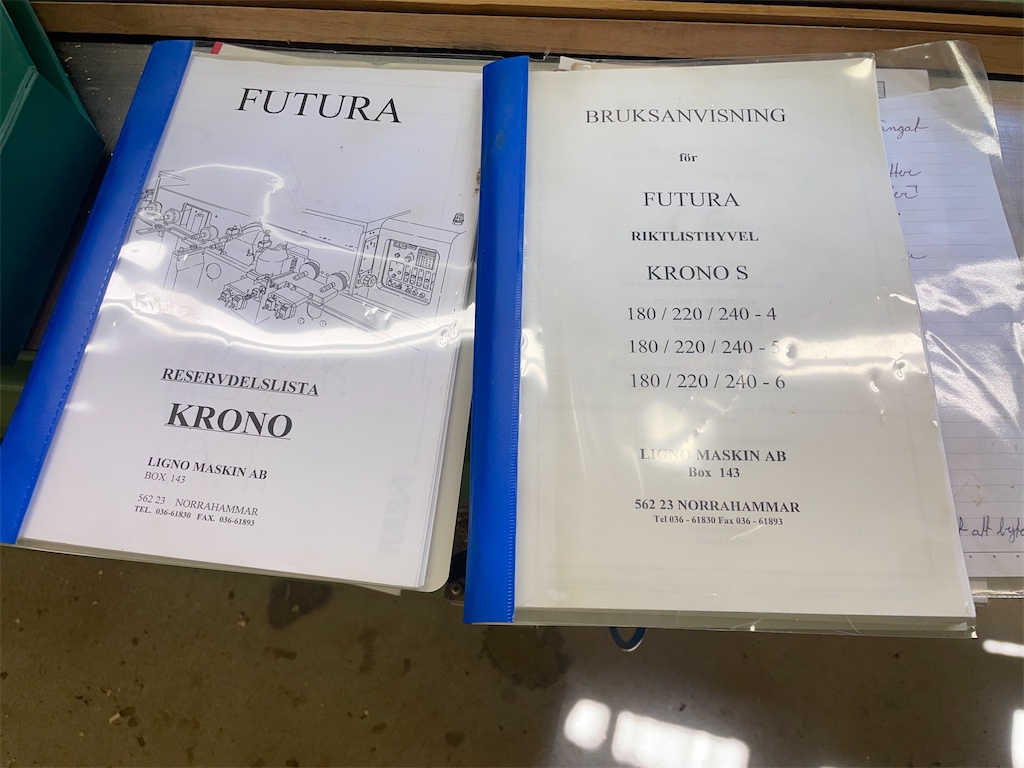 FUTURA
RESERVDELSLISTA
KRONO
LIGNO MASKIN AB
BOX 143
562 23 NORRAHAMMAR
TEL. 036-61830 FAX. 036-61893
BRUKSANVISNING
för
FUTURA
RIKTLISTHYVEL
KRONO S
180 / 220 / 240 - 4
180 / 220 / 240 - 5
180 / 220 / 240 - 6
LIGNO MASKIN AB
Box 143
562 23 NORRAHAMMAR
Tel 036 - 61830 Fax 036 - 61893
att